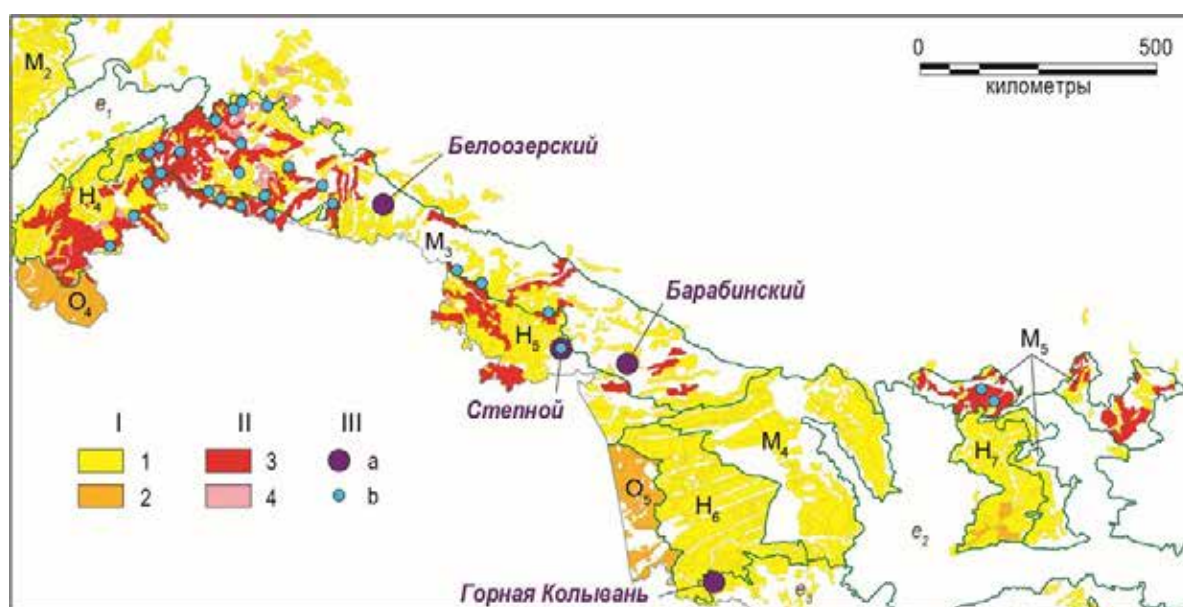 0 500
километры
M2
e1
Белоозерский
H4
M3
O4
Барабинский
H5
M5
Степной
I II III
1 3 a
2 4 b
M4
H7
O5
H6
e2
Горная Колывань
e3